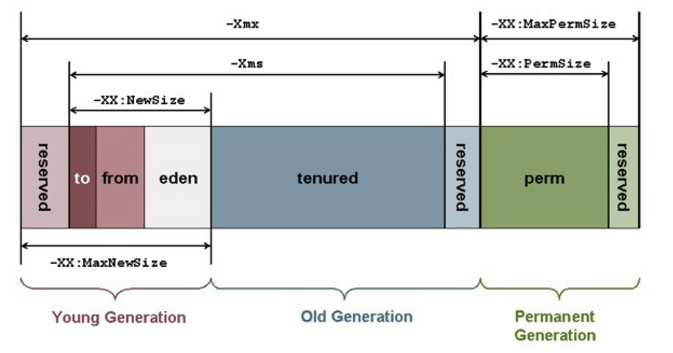 -Xmx
-XX:MaxPermSize
-Xms
-XX:PermSize
-XX:NewSize
reserved
to
from
eden
tenured
reserved
perm
reserved
-XX:MaxNewSize
Young Generation
Old Generation
Permanent
Generation